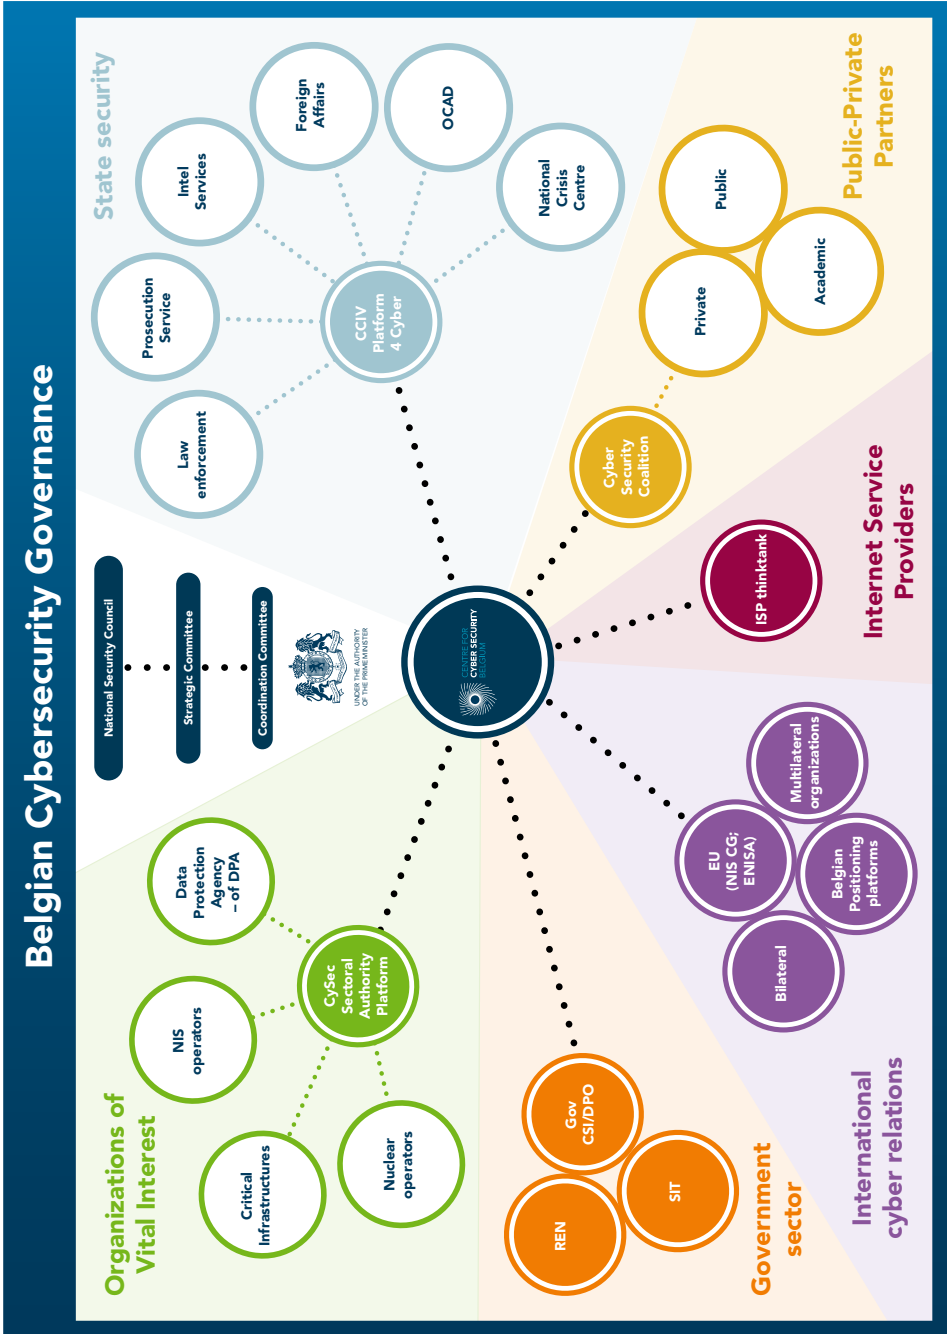 Belgian Cybersecurity Governance
National Security Council
Strategic Committee
Coordination Committee
UNDER THE AUTHORITY
OF THE PRIME MINISTER
CENTRE FOR
CYBER SECURITY
BELGIUM
Organizations of
Vital Interest
Data
Protection
Agency
– of DPA
NIS
operators
Critical
Infrastructures
Nuclear
operators
CySec
Sectoral
Authority
Platform
State security
Law
enforcement
Prosecution
Service
Intel
Services
Foreign
Affairs
OCAD
National
Crisis
Centre
CCIV
Platform
4 Cyber
Government
sector
REN
Gov
CSI/DPO
SIT
International
cyber relations
Bilateral
EU
(NIS CG;
ENISA)
Belgian
Positioning
platforms
Multilateral
organizations
Internet Service
Providers
ISP thinktank
Public-Private
Partners
Cyber
Security
Coalition
Private
Public
Academic